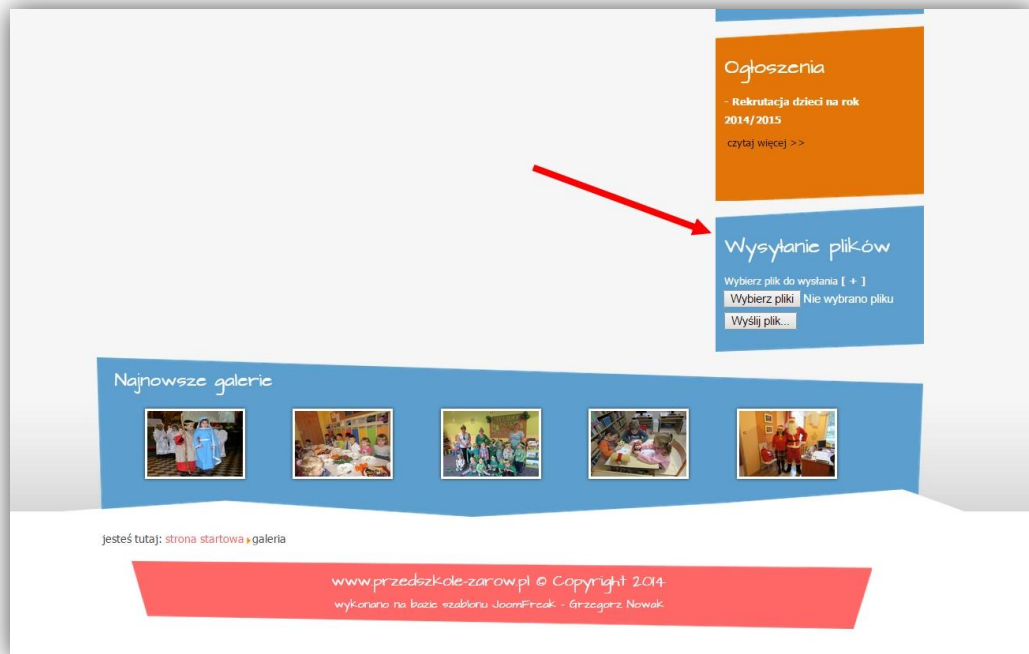 Ogłoszenia
- Rekrutacja dzieci na rok
2014/2015
czytaj więcej >>
Wysyłanie plików
Wybierz plik do wysłania [ + ]
Wybierz pliki Nie wybrano pliku
Wyślij plik...
Najnowsze galerie
jesteś tutaj: strona startowa galeria
www.przedszkole-zarow.pl © Copyright 2014
wykonano na bazie szablonu JoomFreak - Grzegorz Nowak